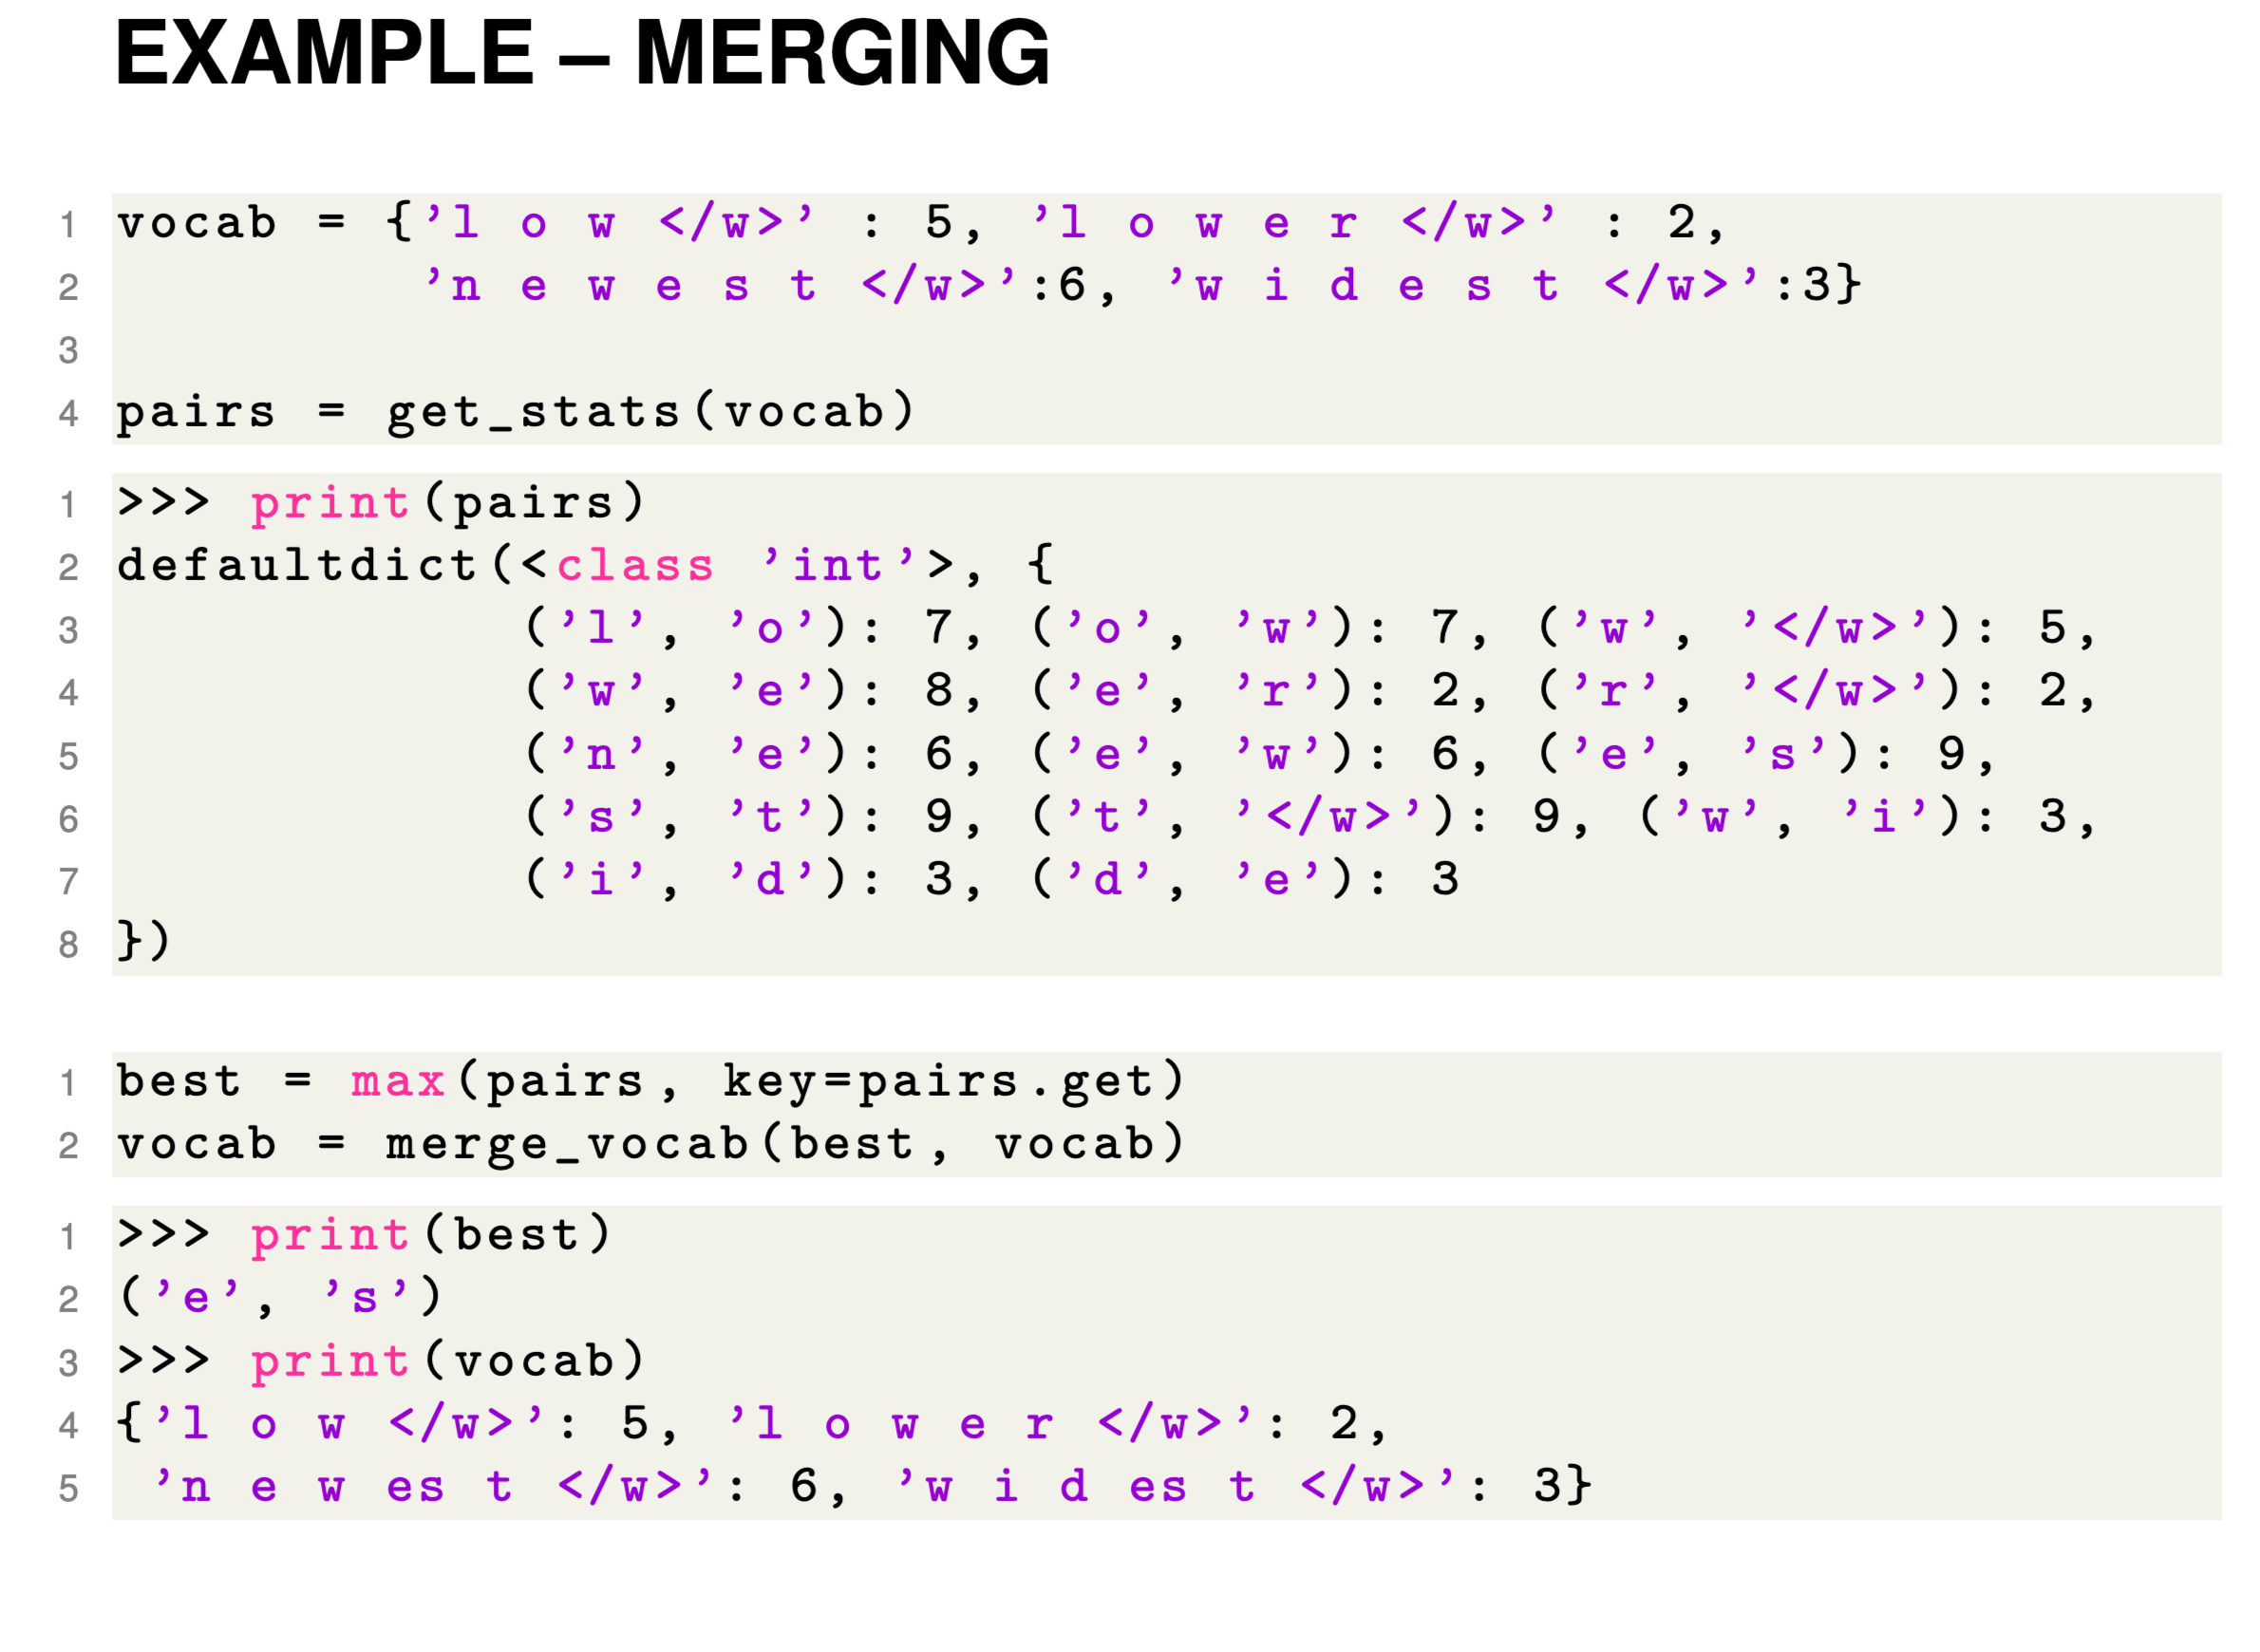 EXAMPLE – MERGING
1 vocab = {’l o w </w>’ : 5, ’l o w e r </w>’ : 2,
2 ’n e w e s t </w>’:6, ’w i d e s t </w>’:3}
3
4 pairs = get_stats(vocab)
1 >>> print(pairs)
2 defaultdict(<class ’int’>, {
3 (’l’, ’o’): 7, (’o’, ’w’): 7, (’w’, ’</w>’): 5,
4 (’w’, ’e’): 8, (’e’, ’r’): 2, (’r’, ’</w>’): 2,
5 (’n’, ’e’): 6, (’e’, ’w’): 6, (’e’, ’s’): 9,
6 (’s’, ’t’): 9, (’t’, ’</w>’): 9, (’w’, ’i’): 3,
7 (’i’, ’d’): 3, (’d’, ’e’): 3
8 })
1 best = max(pairs, key=pairs.get)
2 vocab = merge_vocab(best, vocab)
1 >>> print(best)
2 (’e’, ’s’)
3 >>> print(vocab)
4 {’l o w </w>’: 5, ’l o w e r </w>’: 2,
5 ’n e w es t </w>’: 6, ’w i d es t </w>’: 3}